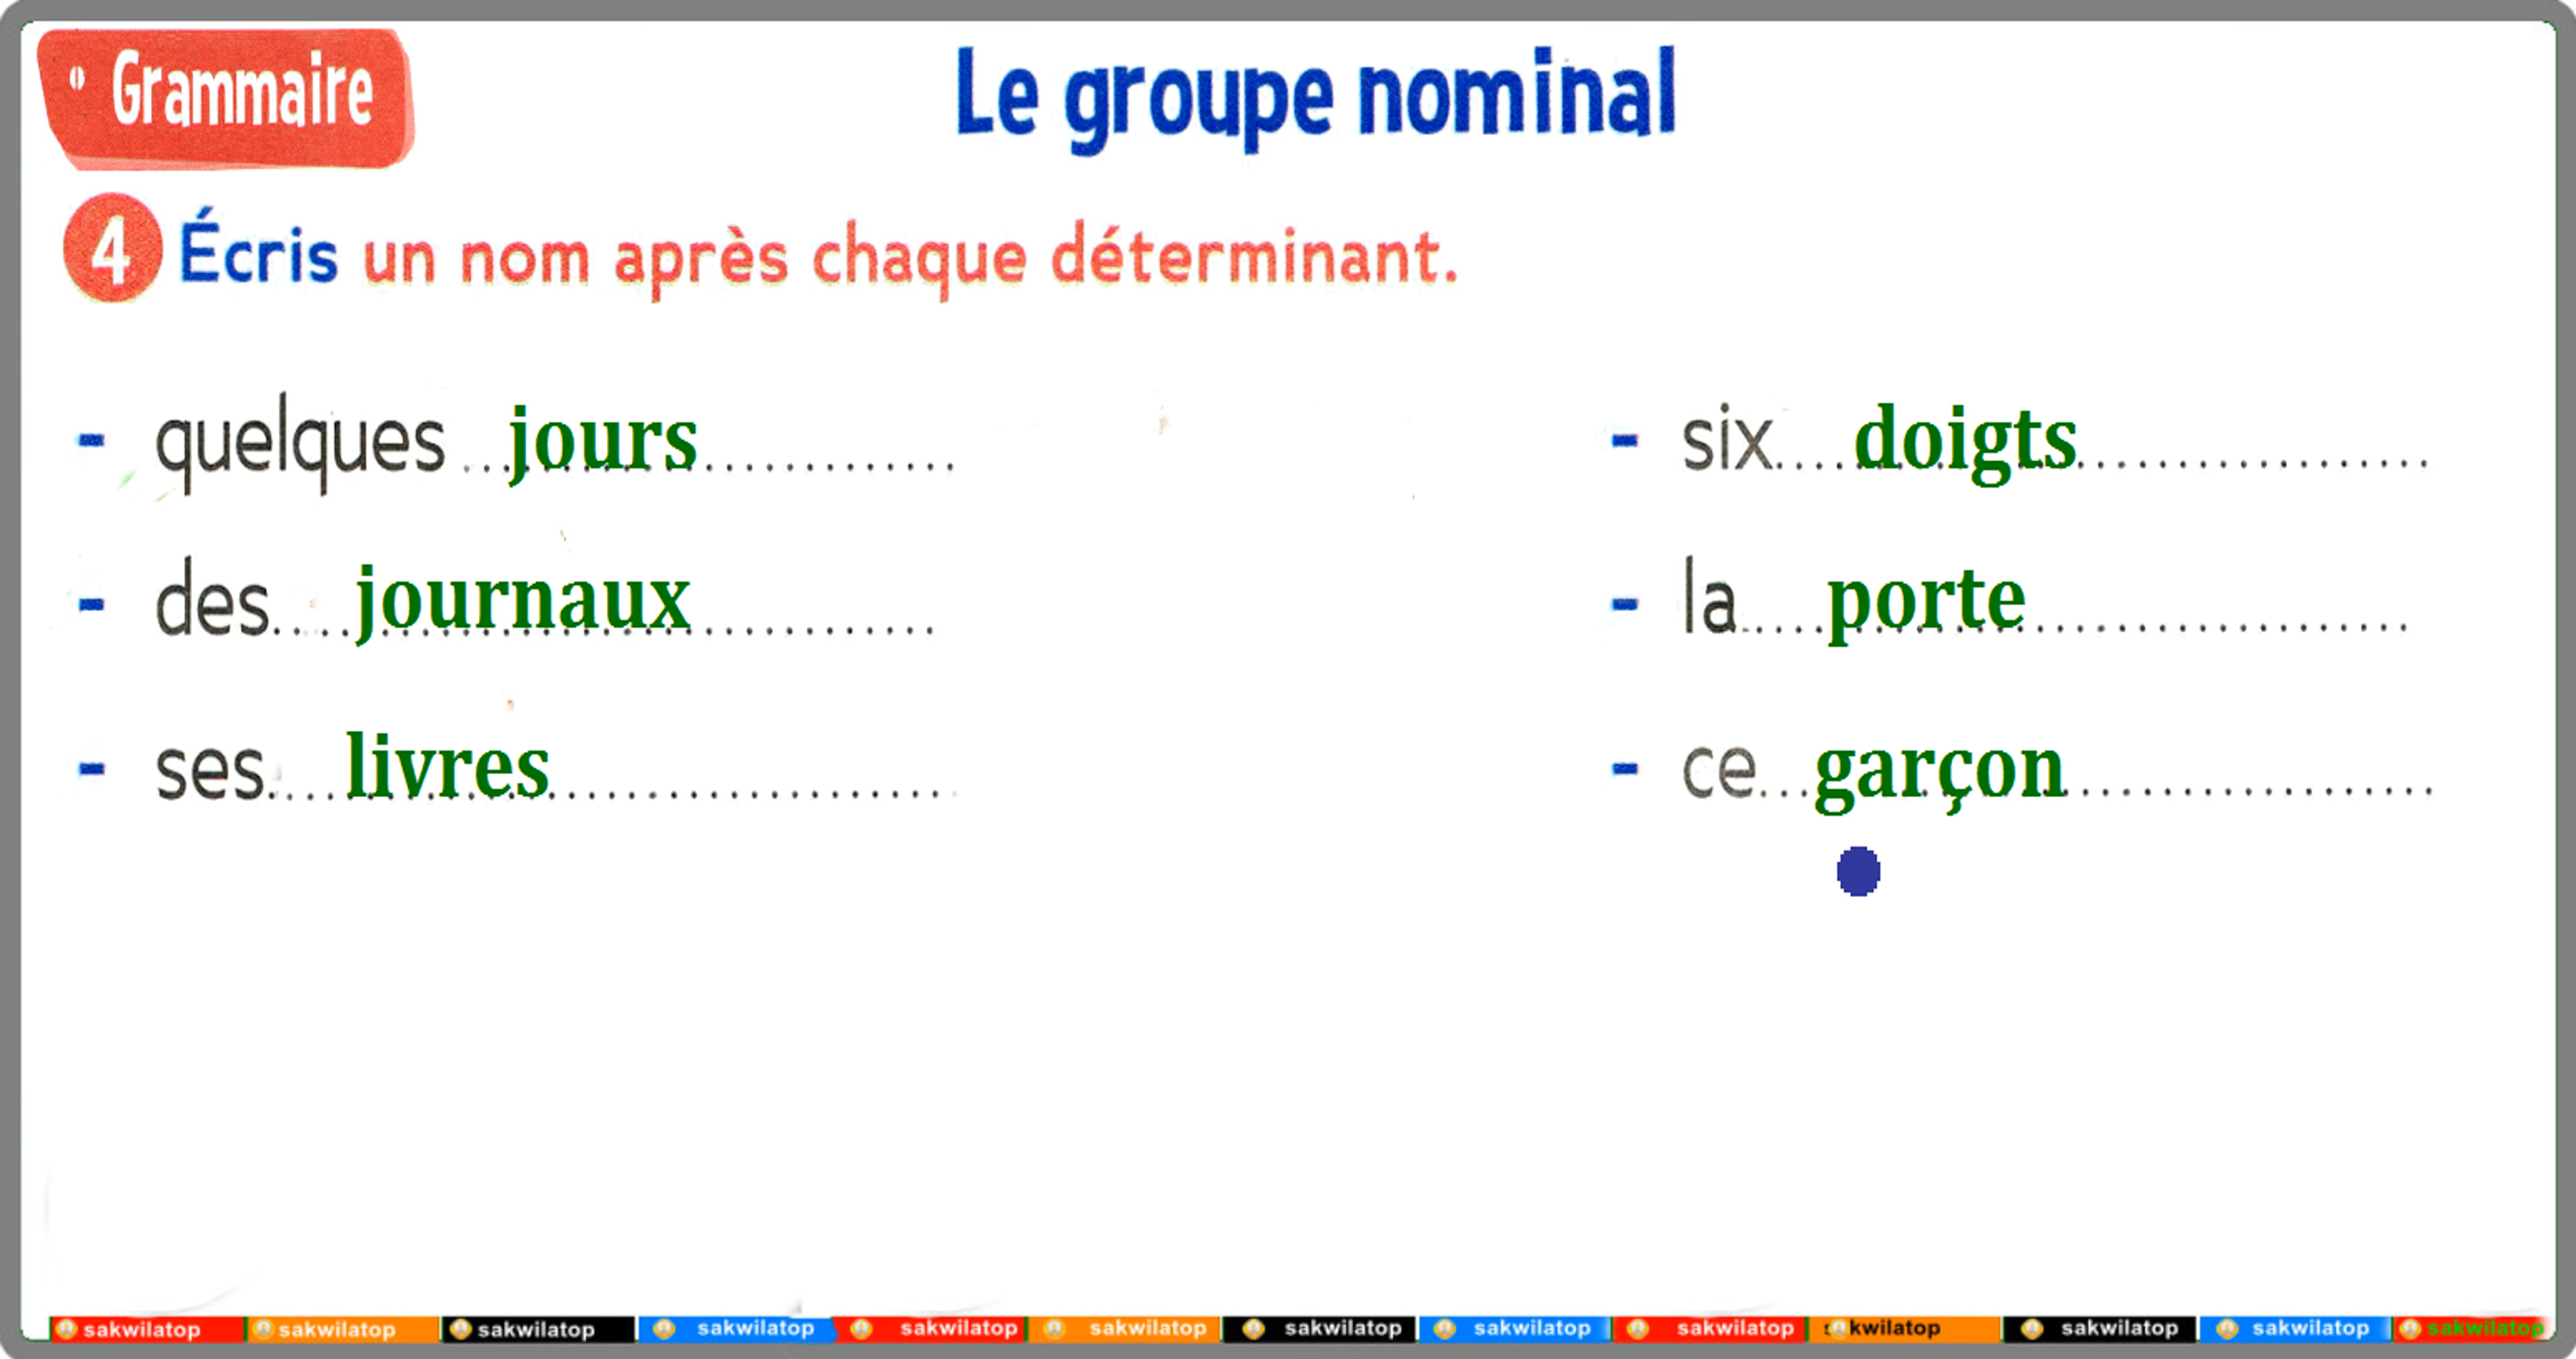 • Grammaire
Le groupe nominal
4 Écris un nom après chaque déterminant.
- quelques ...jours............
- six....doigts................
- des....journaux............
- la....porte.................
- ses....livres..................
- ce...garçon.................
sakwilatop sakwilatop sakwilatop sakwilatop sakwilatop sakwilatop sakwilatop sakwilatop sakwilatop kwilatop sakwilatop sakwilatop sakwilatop